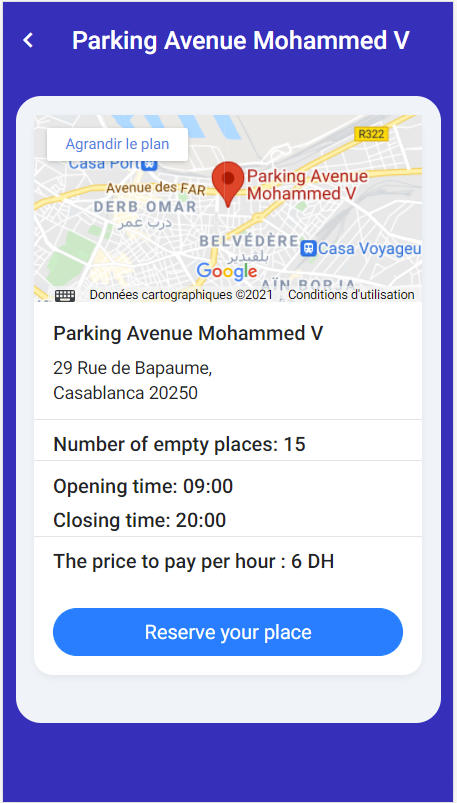 Parking Avenue Mohammed V
Agrandir le plan
R322
Casa Port
Parking Avenue
Mohammed V
Avenue des FAR
DERB OMAR
درب عمر
BELVÉDÈRE
بلفيدير
Casa Voyageu
Google
AÏN BORJA
Données cartographiques ©2021
Conditions d'utilisation
Parking Avenue Mohammed V
29 Rue de Bapaume,
Casablanca 20250
Number of empty places: 15
Opening time: 09:00
Closing time: 20:00
The price to pay per hour : 6 DH
Reserve your place